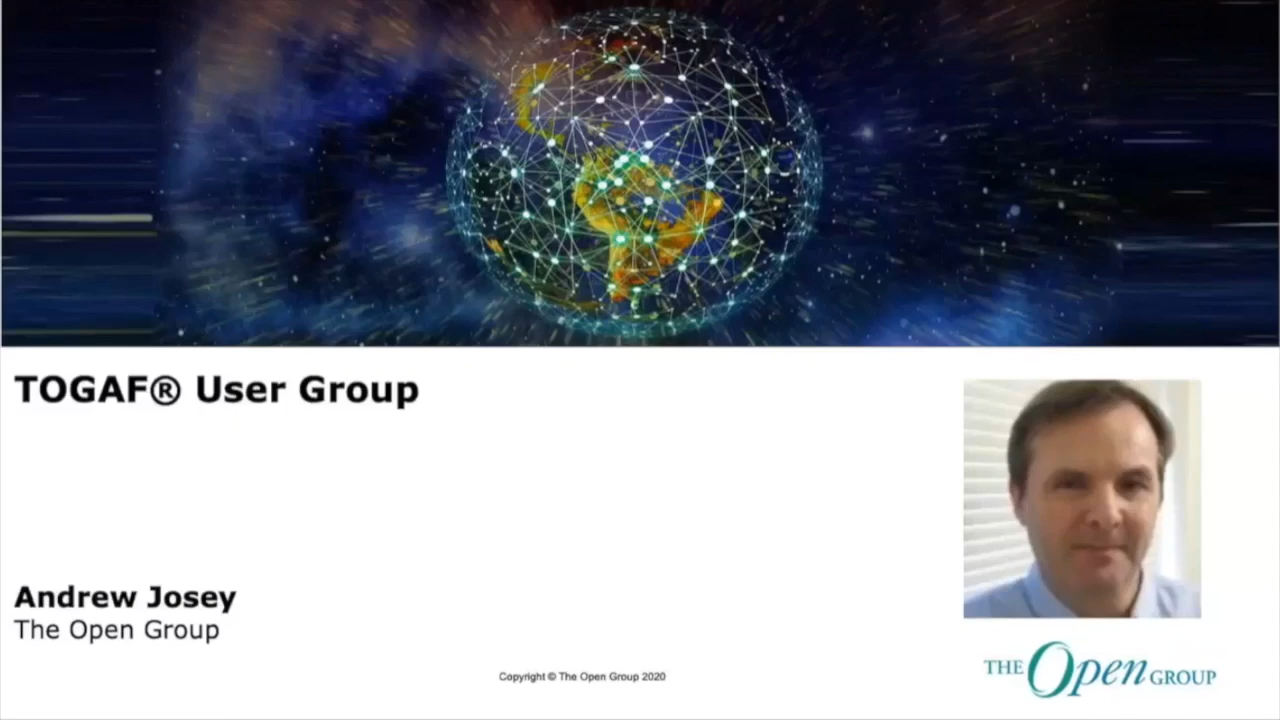 TOGAF® User Group
Andrew Josey
The Open Group
Copyright © The Open Group 2020
THE Open GROUP